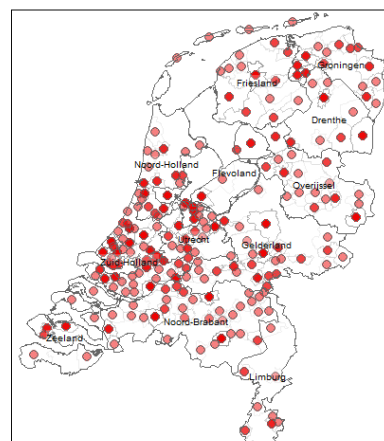 Groningen
Friesland
Drenthe
Noord-Holland
Flevoland
Overijssel
Utrecht
Gelderland
Zuid-Holland
Noord-Brabant
Zeeland
Limburg